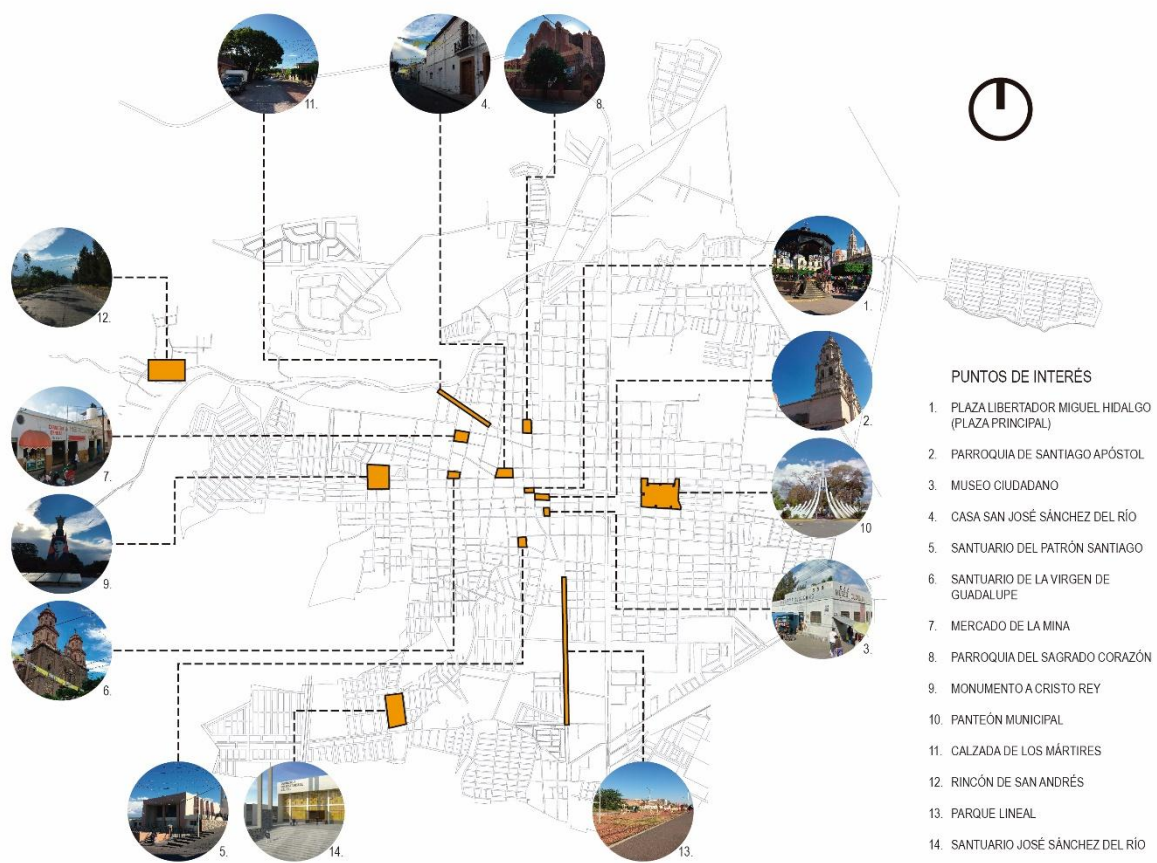 11.
4.
8.
12.
1.
2.
7.
10
9.
3.
6.
5.
14.
13.
PUNTOS DE INTERÉS
1. PLAZA LIBERTADOR MIGUEL HIDALGO
(PLAZA PRINCIPAL)
2. PARROQUIA DE SANTIAGO APÓSTOL
3. MUSEO CIUDADANO
4. CASA SAN JOSÉ SÁNCHEZ DEL RÍO
5. SANTUARIO DEL PATRÓN SANTIAGO
6. SANTUARIO DE LA VIRGEN DE
GUADALUPE
7. MERCADO DE LA MINA
8. PARROQUIA DEL SAGRADO CORAZÓN
9. MONUMENTO A CRISTO REY
10. PANTEÓN MUNICIPAL
11. CALZADA DE LOS MÁRTIRES
12. RINCÓN DE SAN ANDRÉS
13. PARQUE LINEAL
14. SANTUARIO JOSÉ SÁNCHEZ DEL RÍO